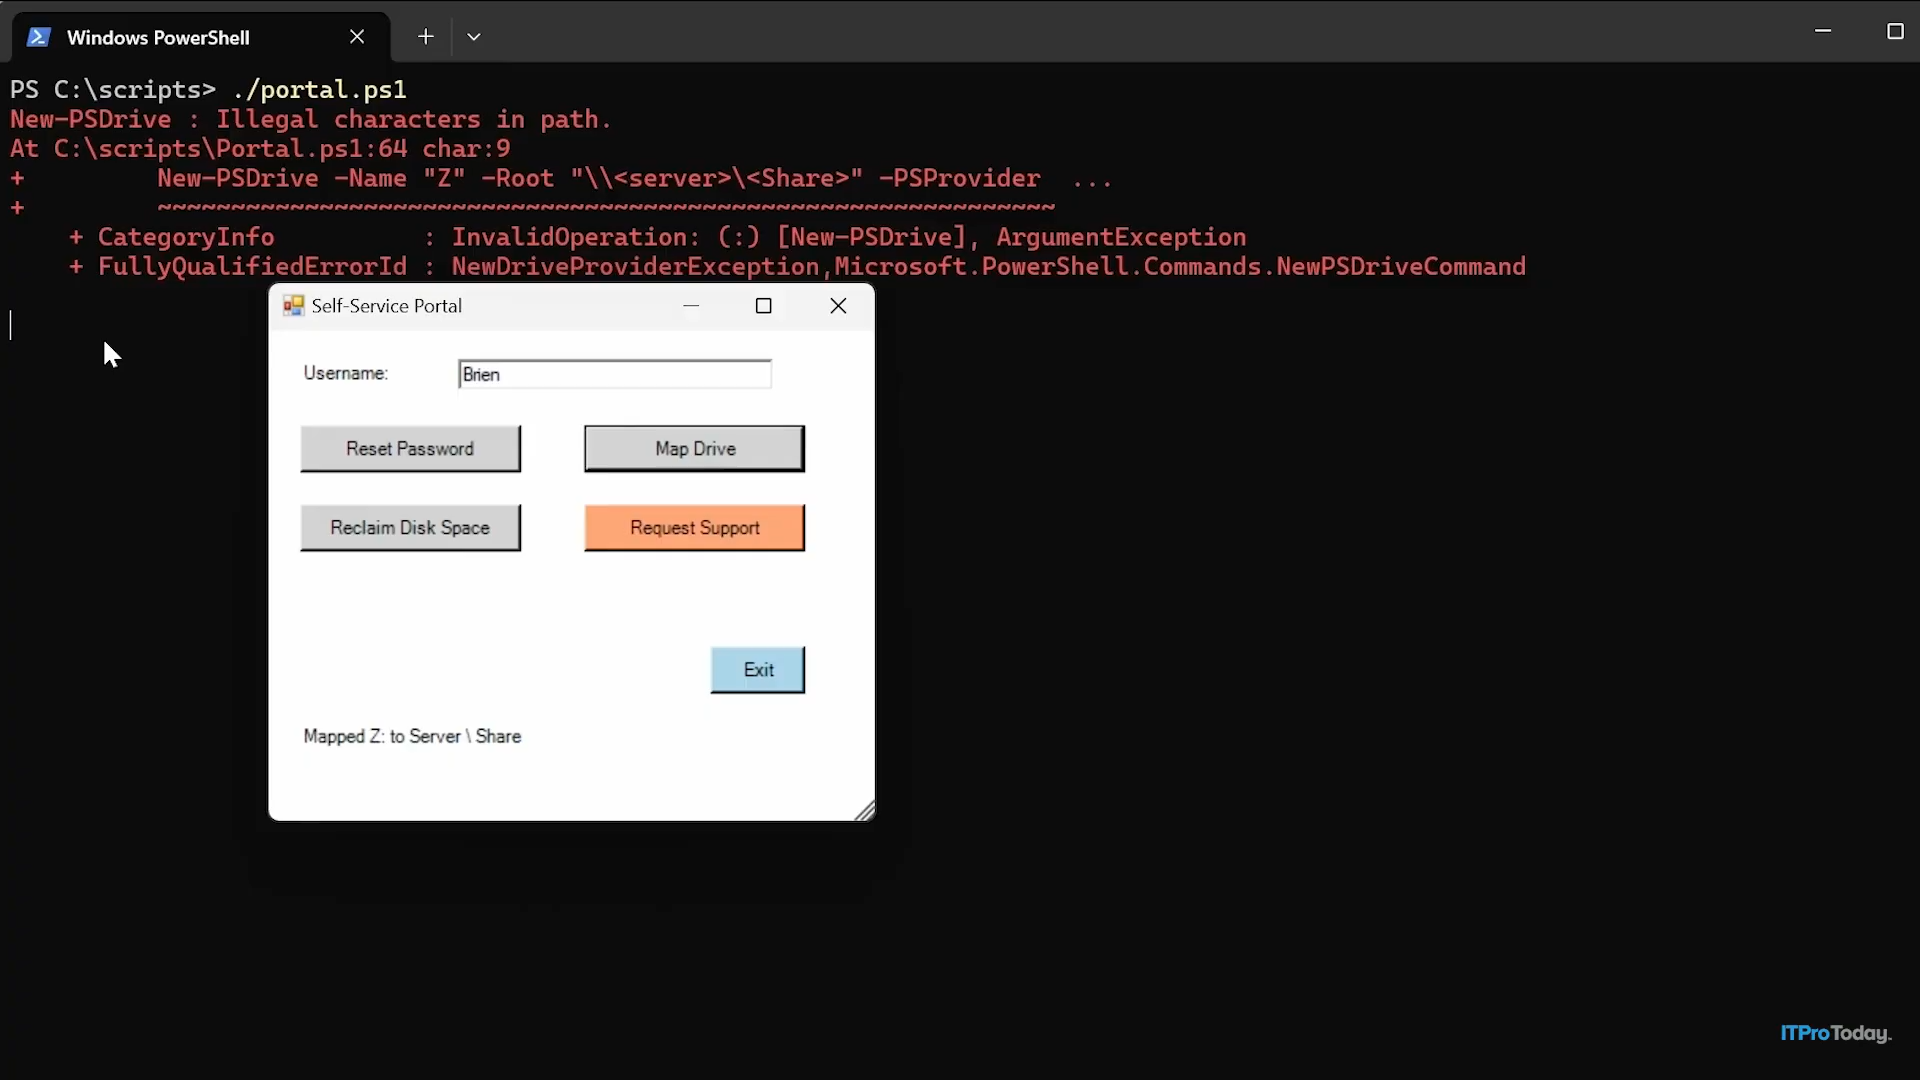 Windows PowerShell
PS C:\scripts> ./portal.ps1
New-PSDrive : Illegal characters in path.
At C:\scripts\Portal.ps1:64 char:9
+         New-PSDrive -Name "Z" -Root "\\<server>\<Share>" -PSProvider  ...
+         ~~~~~~~~~~~~~~~~~~~~~~~~~~~~~~~~~~~~~~~~~~~~~~~~~~~~~~~~~~~~~
    + CategoryInfo          : InvalidOperation: (:) [New-PSDrive], ArgumentException
    + FullyQualifiedErrorId : NewDriveProviderException,Microsoft.PowerShell.Commands.NewPSDriveCommand
Self-Service Portal
Username: Brien
Reset Password Map Drive
Reclaim Disk Space Request Support
Exit
Mapped Z: to Server \ Share
ITProToday.